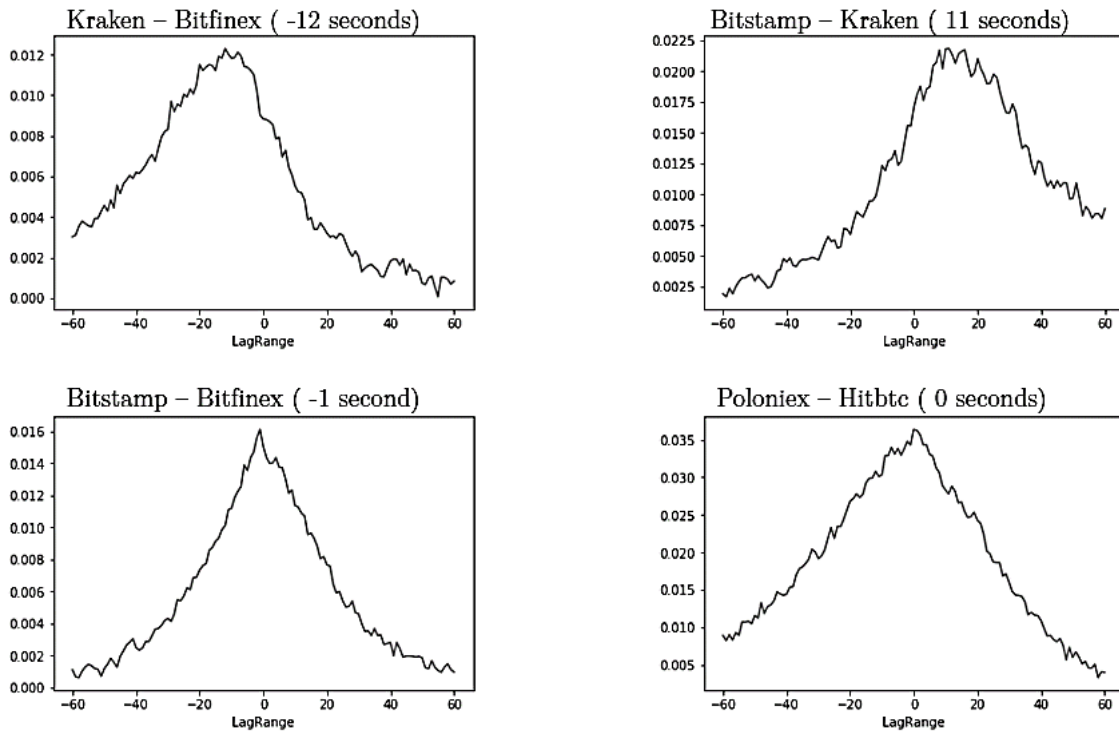 Kraken – Bitfinex ( -12 seconds)
0.012
0.010
0.008
0.006
0.004
0.002
0.000
−60 −40 −20 0 20 40 60
LagRange
Bitstamp – Kraken ( 11 seconds)
0.0225
0.0200
0.0175
0.0150
0.0125
0.0100
0.0075
0.0050
0.0025
−60 −40 −20 0 20 40 60
LagRange
Bitstamp – Bitfinex ( -1 second)
0.016
0.014
0.012
0.010
0.008
0.006
0.004
0.002
0.000
−60 −40 −20 0 20 40 60
LagRange
Poloniex – Hitbtc ( 0 seconds)
0.035
0.030
0.025
0.020
0.015
0.010
0.005
−60 −40 −20 0 20 40 60
LagRange